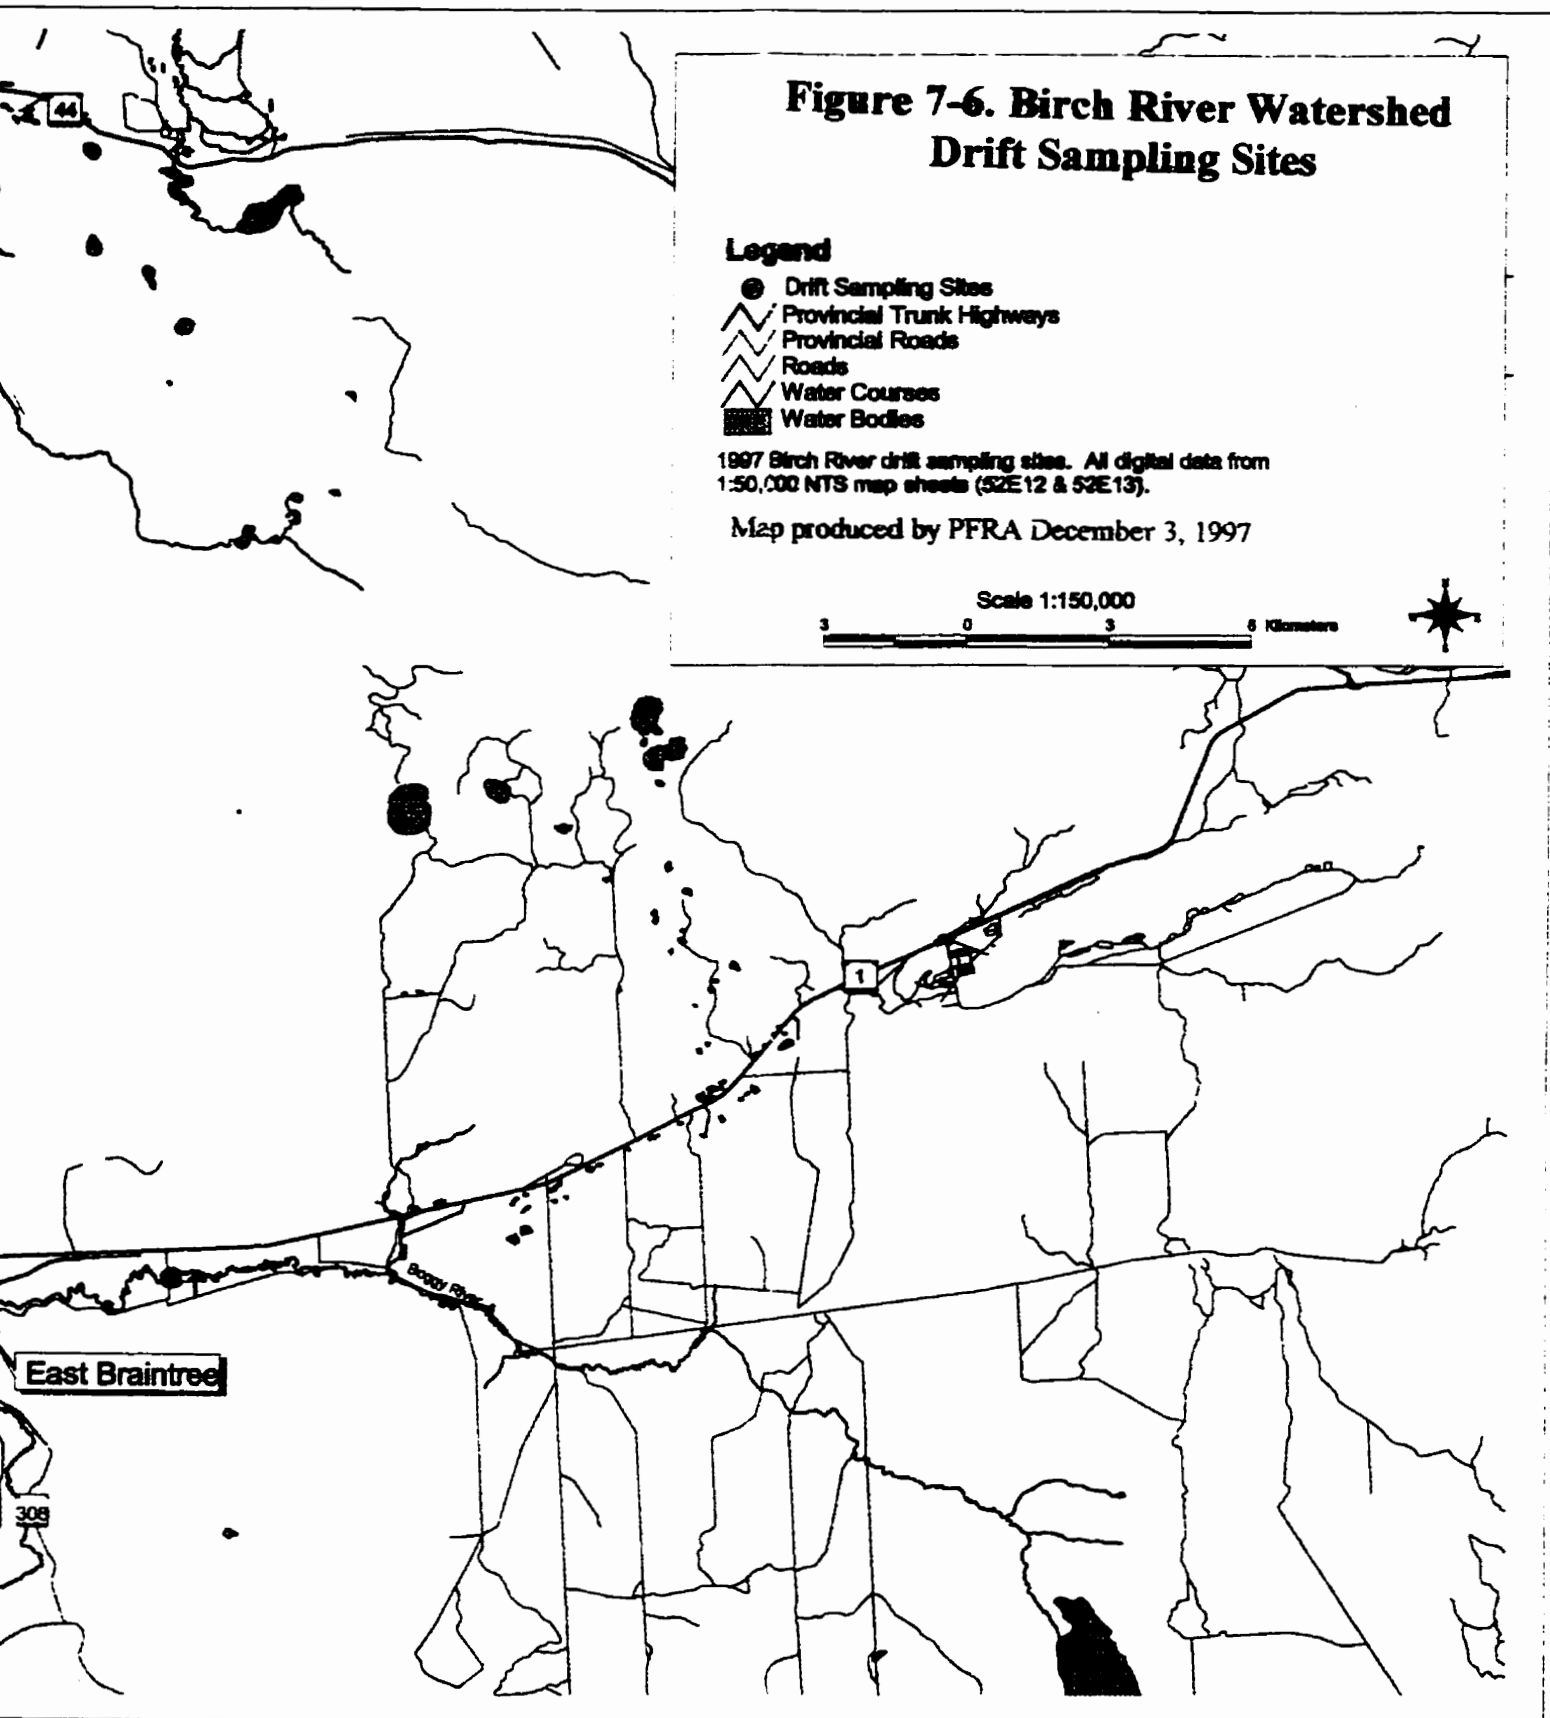 Figure 7-6. Birch River Watershed
Drift Sampling Sites
44
Legend
Drift Sampling Sites
Provincial Trunk Highways
Provincial Roads
Roads
Water Courses
Water Bodies
1997 Birch River drift sampling sites. All digital data from
1:50,000 NTS map sheets (52E12 & 52E13).
Map produced by PFRA December 3, 1997
Scale 1:150,000
3 0 3 6 Kilometers
1
Boggy River
East Braintree
308